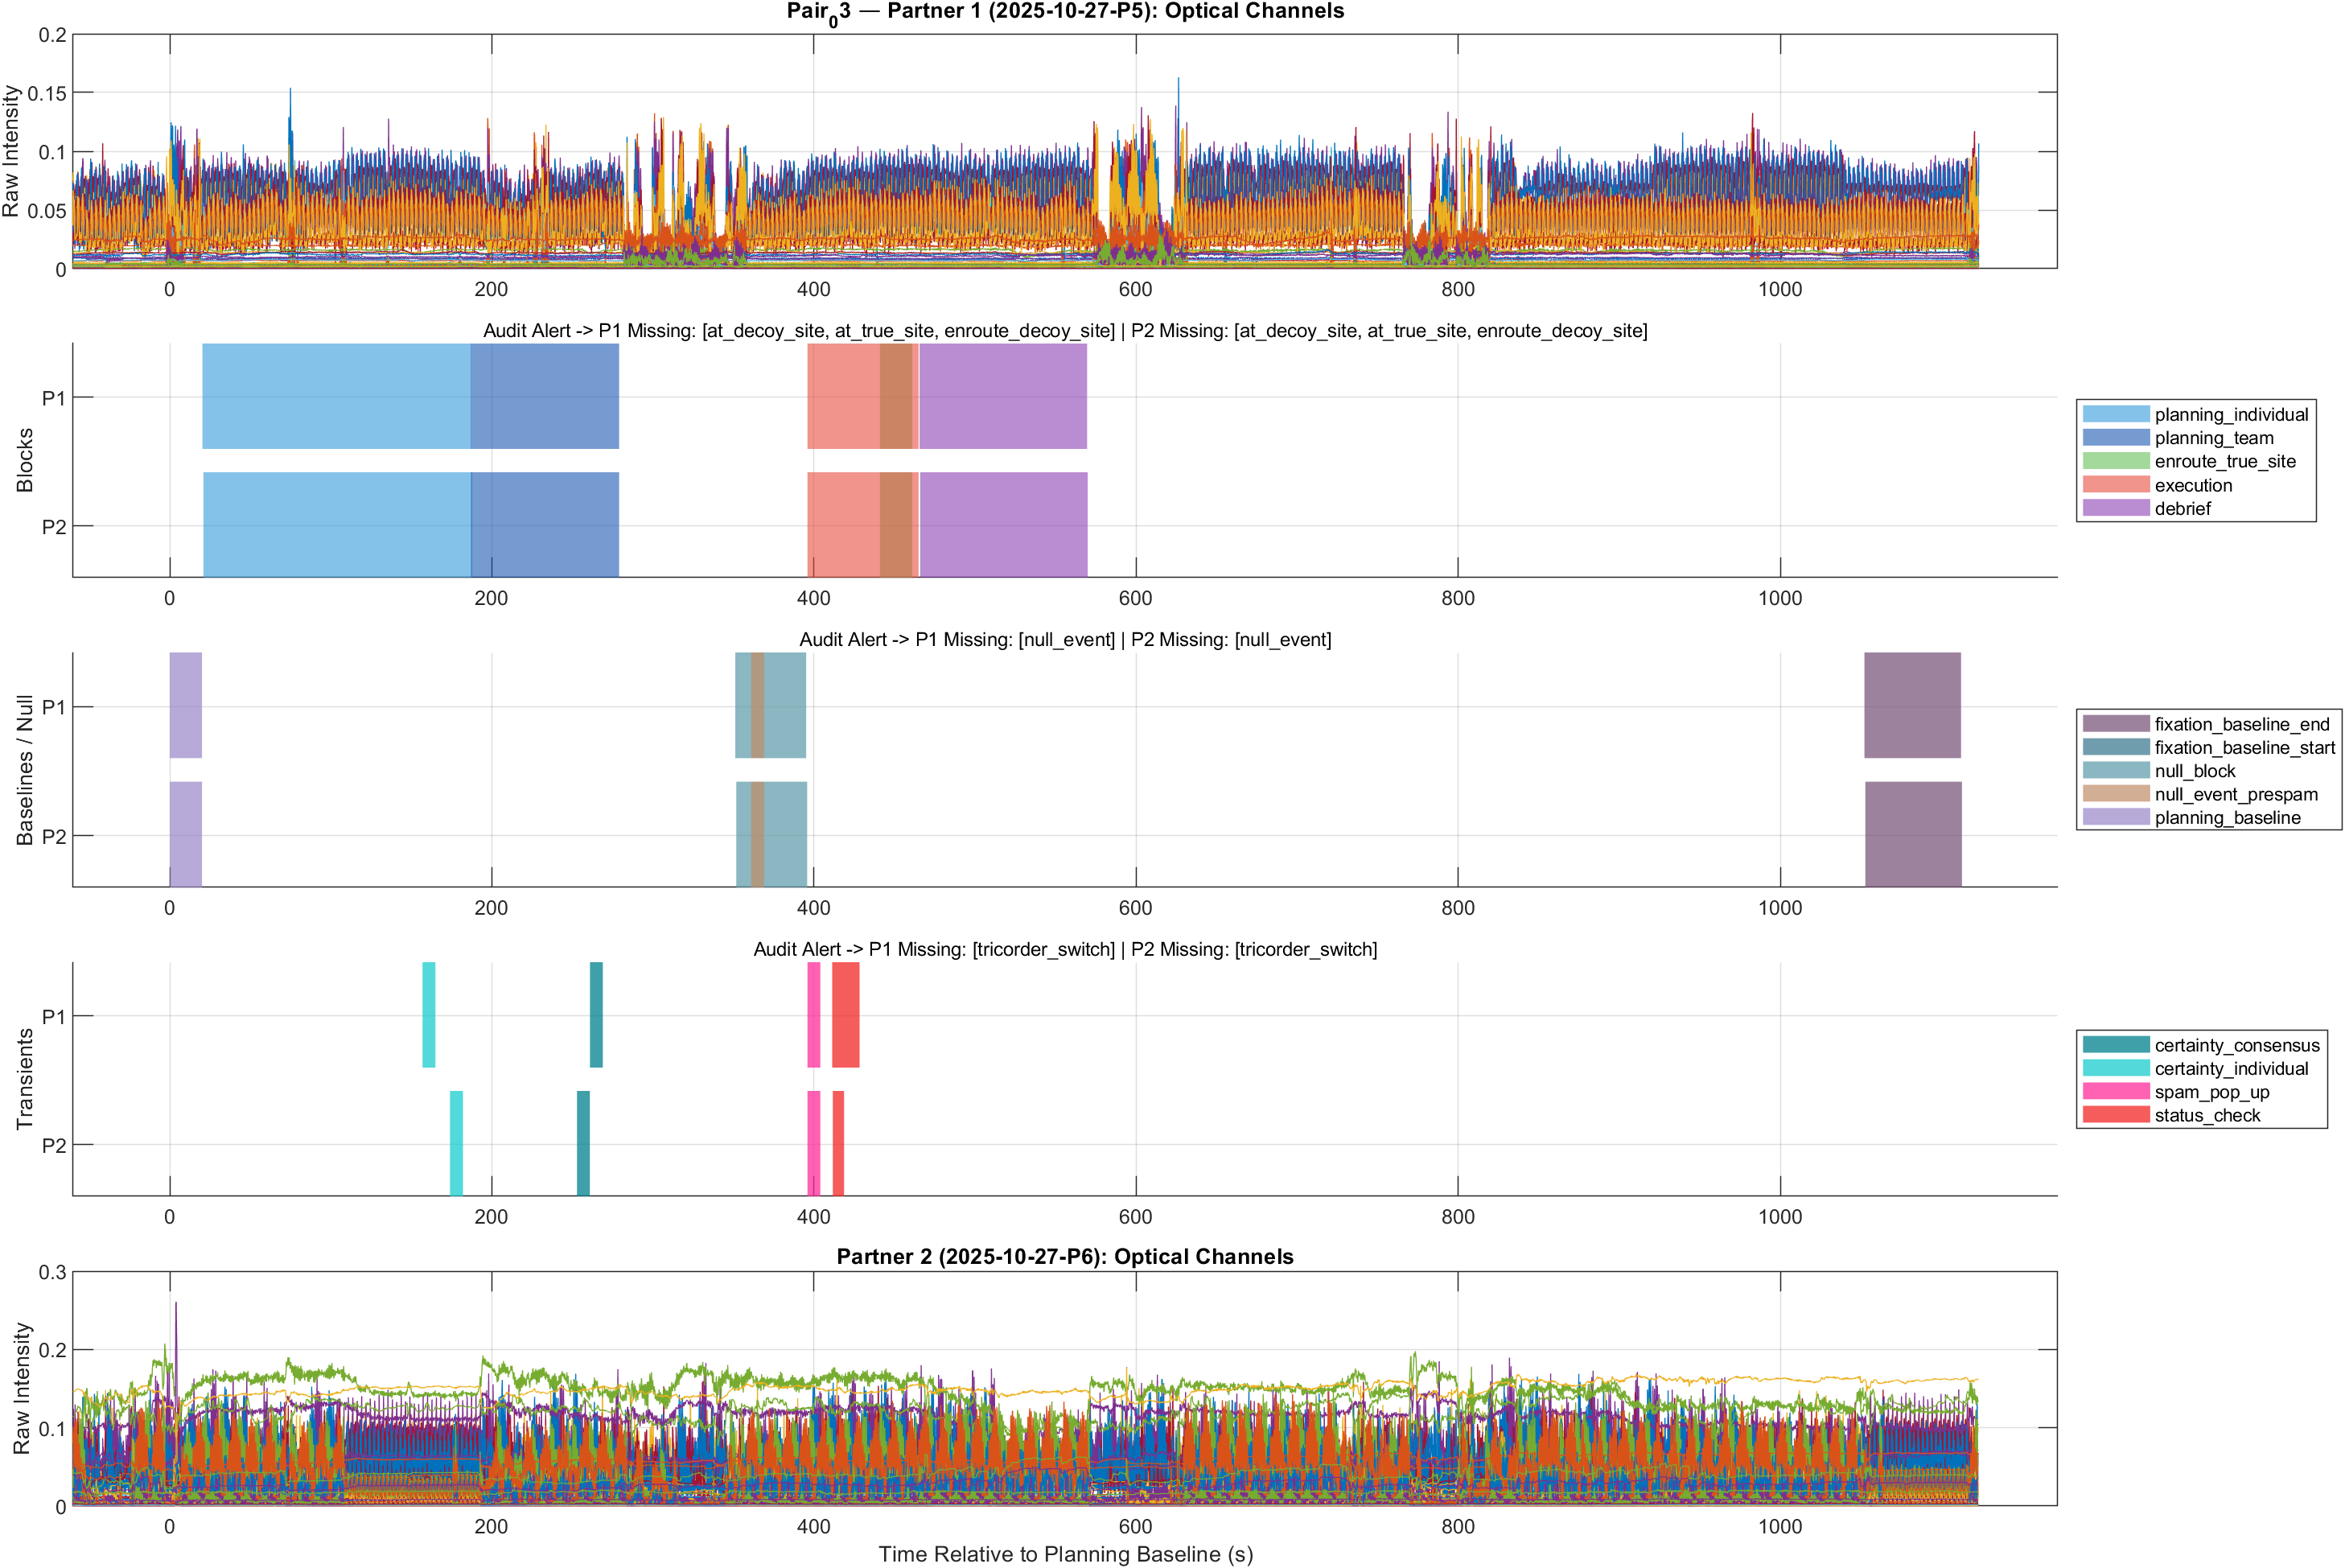 Pair03 — Partner 1 (2025-10-27-P5): Optical Channels
Raw Intensity
0.2
0.15
0.1
0.05
0
0 200 400 600 800 1000
Audit Alert -> P1 Missing: [at_decoy_site, at_true_site, enroute_decoy_site] | P2 Missing: [at_decoy_site, at_true_site, enroute_decoy_site]
Blocks
P1
P2
0 200 400 600 800 1000
planning_individual
planning_team
enroute_true_site
execution
debrief
Audit Alert -> P1 Missing: [null_event] | P2 Missing: [null_event]
Baselines / Null
P1
P2
0 200 400 600 800 1000
fixation_baseline_end
fixation_baseline_start
null_block
null_event_prespam
planning_baseline
Audit Alert -> P1 Missing: [tricorder_switch] | P2 Missing: [tricorder_switch]
Transients
P1
P2
0 200 400 600 800 1000
certainty_consensus
certainty_individual
spam_pop_up
status_check
Partner 2 (2025-10-27-P6): Optical Channels
Raw Intensity
0.3
0.2
0.1
0
0 200 400 600 800 1000
Time Relative to Planning Baseline (s)